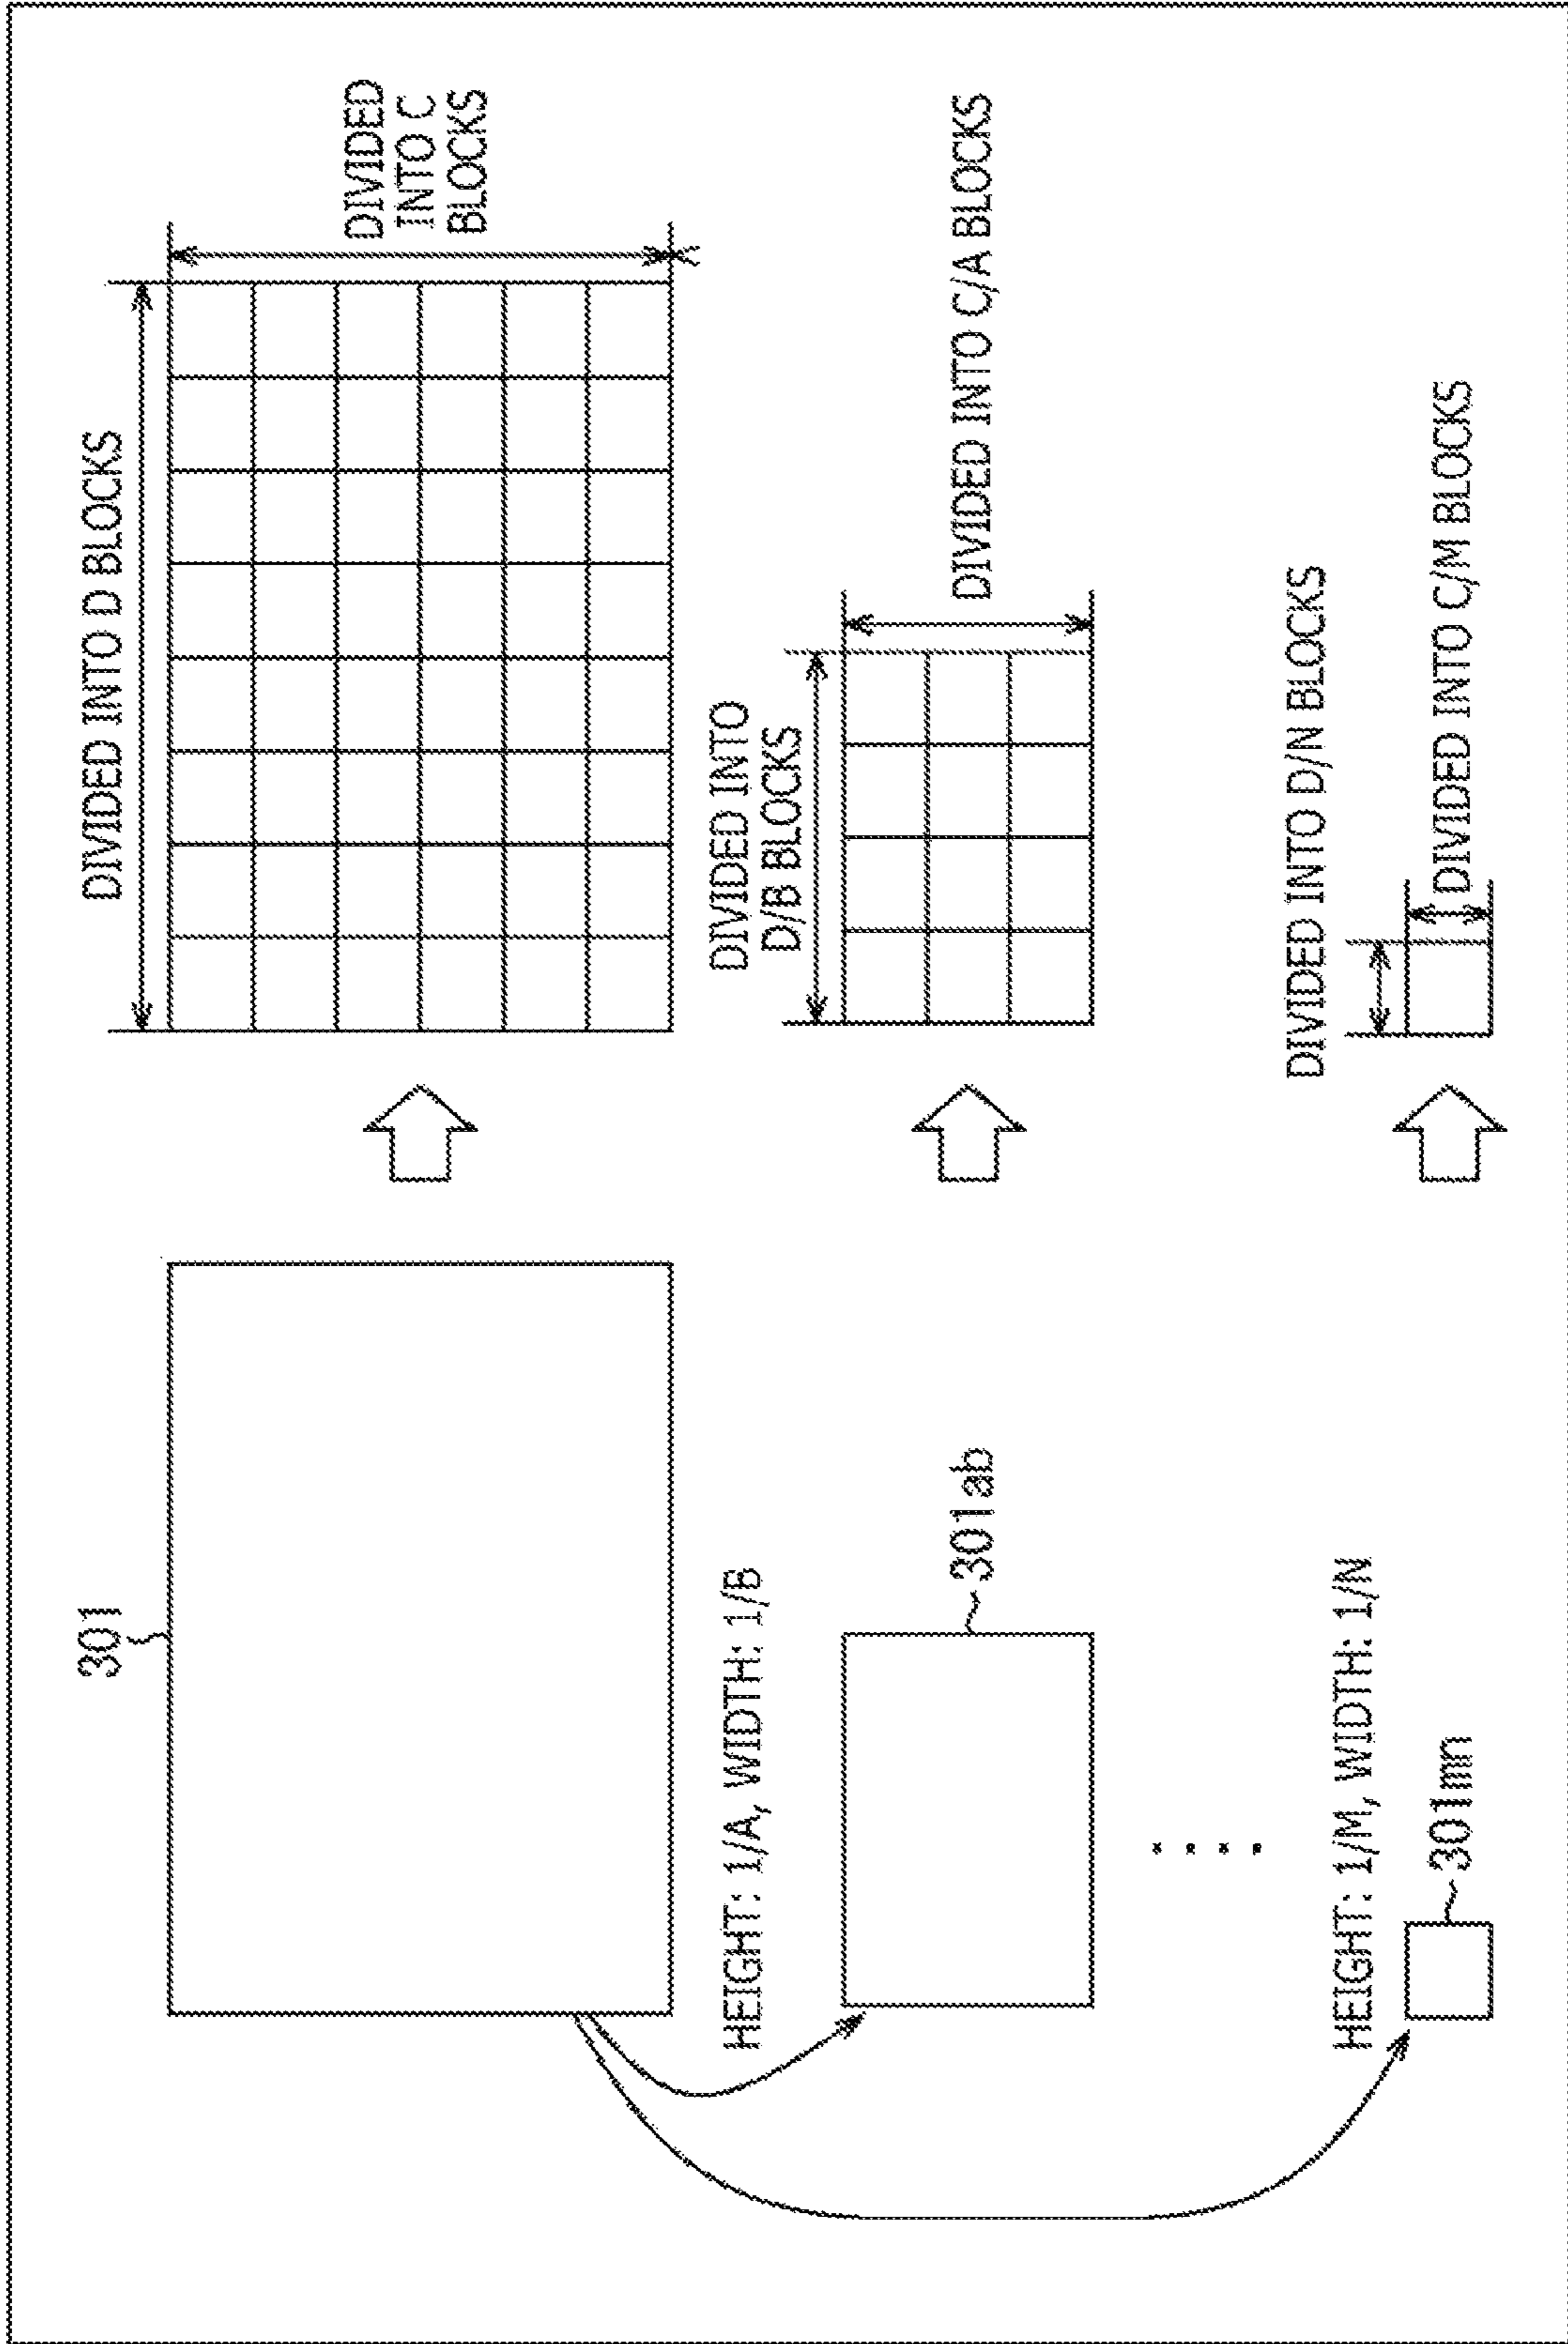 301
DIVIDED INTO D BLOCKS
DIVIDED
INTO C
BLOCKS
HEIGHT: 1/A, WIDTH: 1/B
301ab
DIVIDED INTO
D/B BLOCKS
DIVIDED INTO C/A BLOCKS
HEIGHT: 1/M, WIDTH: 1/N
301mn
DIVIDED INTO D/N BLOCKS
DIVIDED INTO C/M BLOCKS